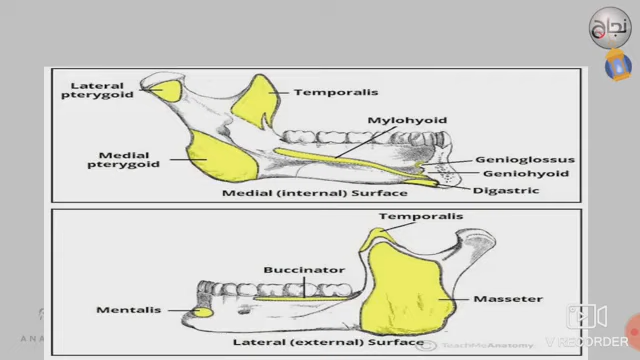 نجاح
Lateral
pterygoid
Temporalis
Mylohyoid
Medial
pterygoid
Genioglossus
Geniohyoid
Digastric
Medial (internal) Surface
Temporalis
Buccinator
Mentalis
Masseter
Lateral (external) Surface
TeachMeAnatomy
V RECORDER